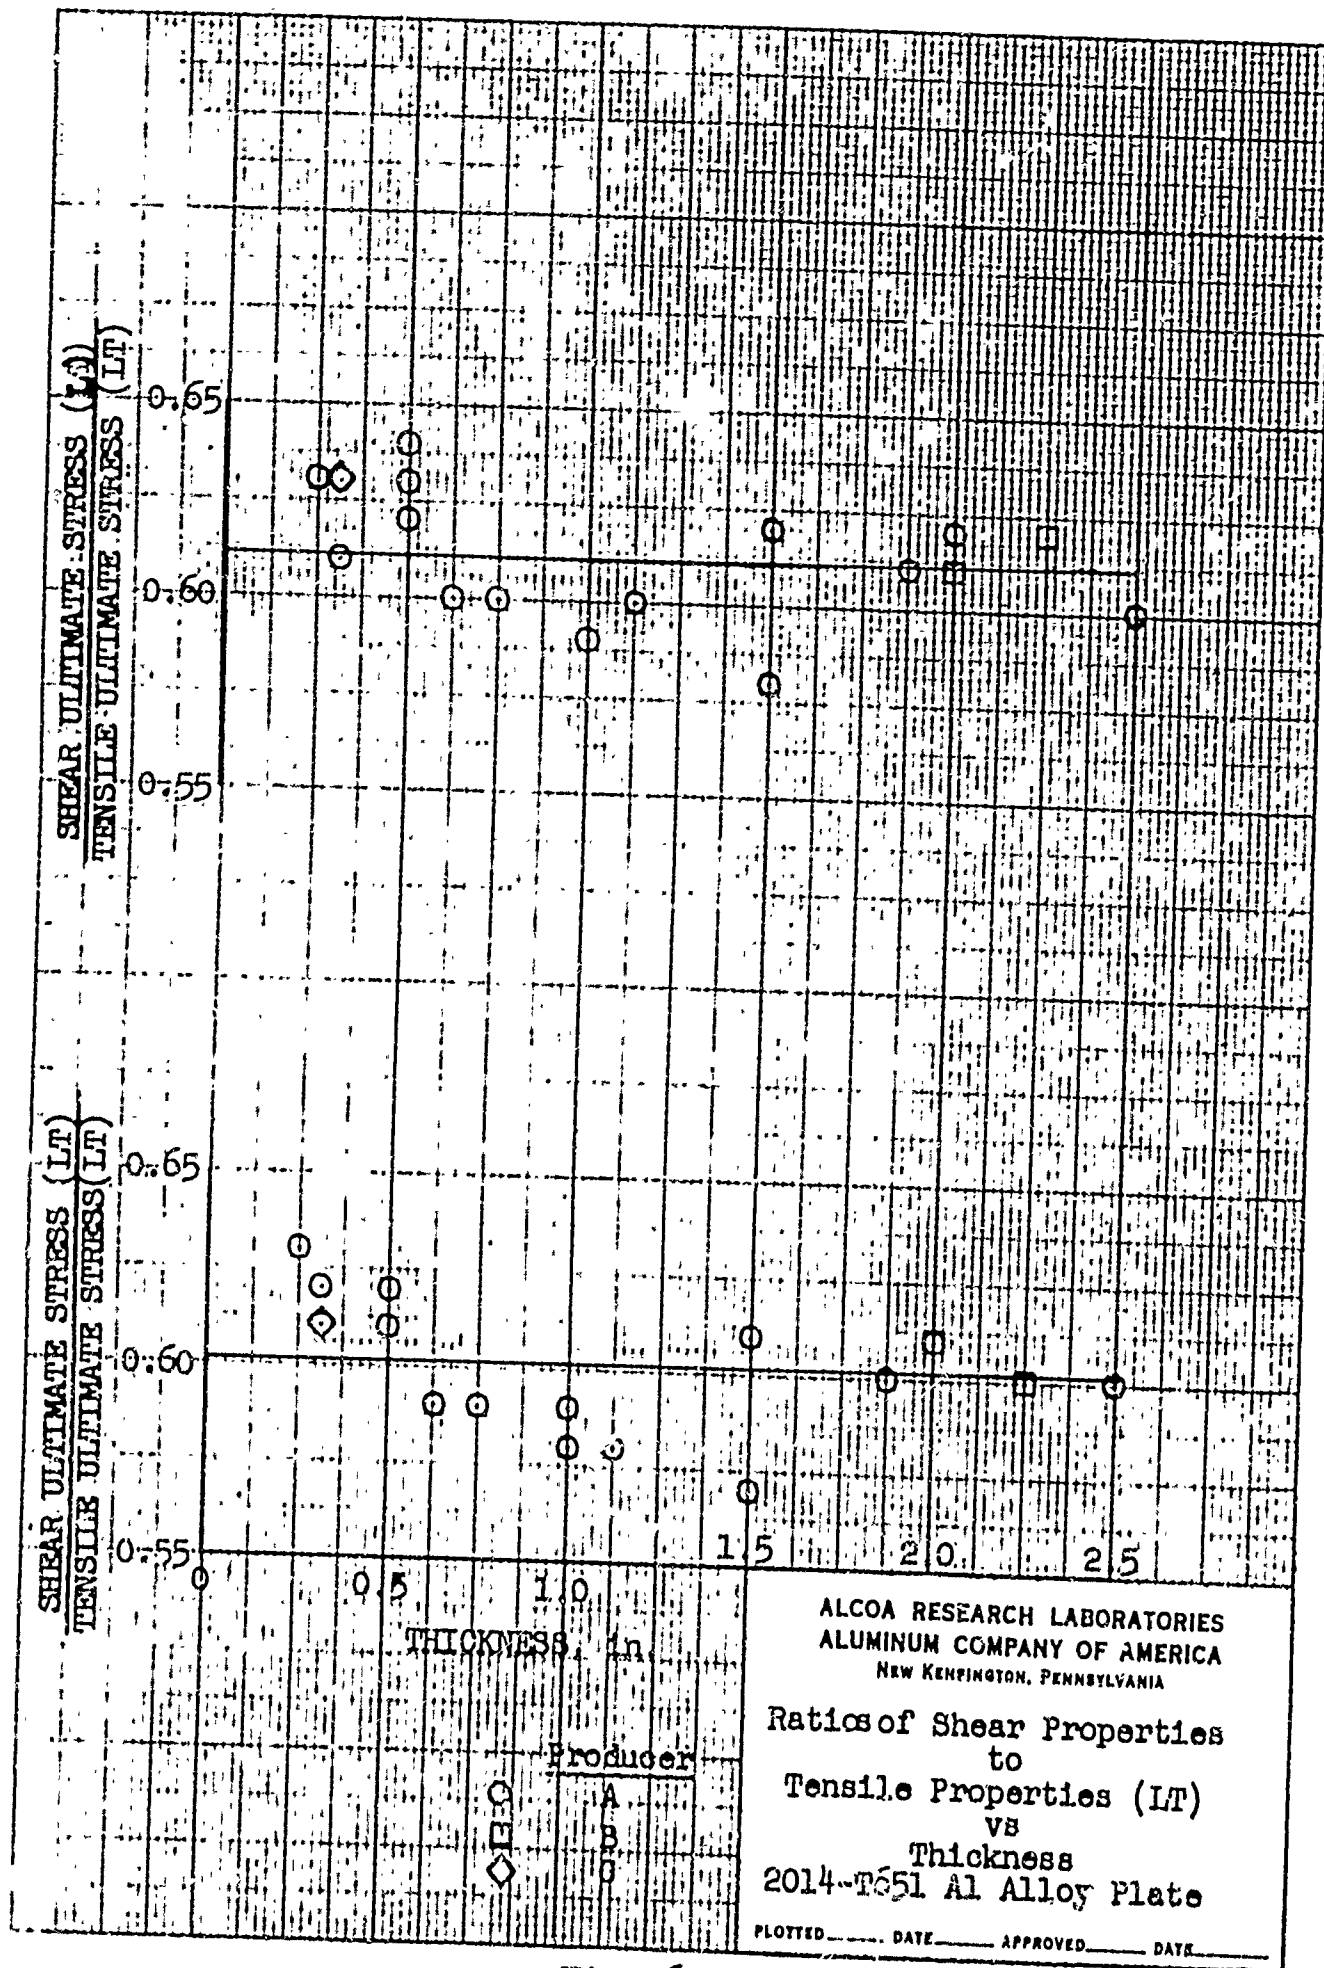 SHEAR ULITIMATE STRESS
TENSILE ULTIMATE STRESS (LT)
0.65
0.60
0.55
SHEAR ULTIMATE STRESS (LT)
TENSILE ULTIMATE STRESS (LT)
0.65
0.60
0.55
0
0.5
1.0
1.5
2.0
2.5
THICKNESS, in.
Producer
A
B
ALCOA RESEARCH LABORATORIES
ALUMINUM COMPANY OF AMERICA
NEW KENSINGTON, PENNSYLVANIA
Ratios of Shear Properties
to
Tensile Properties (LT)
vs
Thickness
2014-T651 Al Alloy Plate
PLOTTED DATE APPROVED DATE